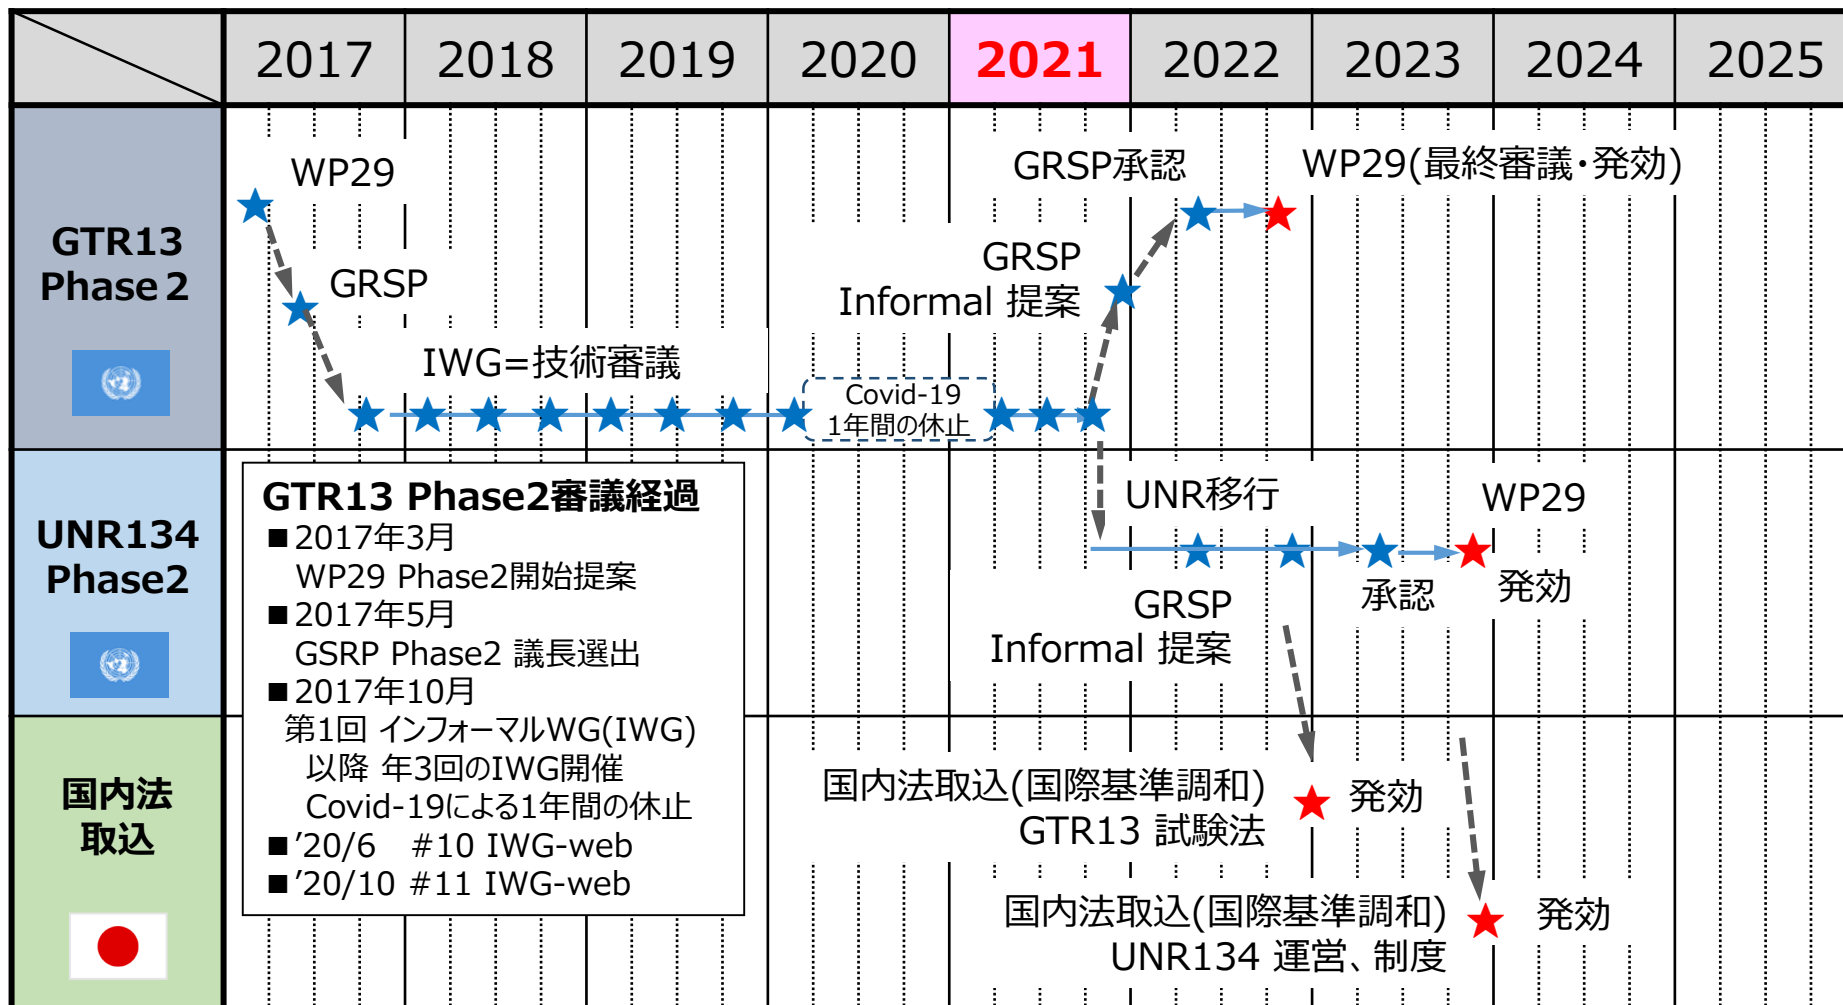 2017 2018 2019 2020 2021 2022 2023 2024 2025
GTR13
Phase 2
WP29
GRSP
IWG=技術審議
Covid-19
1年間の休止
GRSP
Informal 提案
GRSP承認
WP29(最終審議・発効)
UNR134
Phase2
GTR13 Phase2審議経過
■2017年3月
WP29 Phase2開始提案
■2017年5月
GSRP Phase2 議長選出
■2017年10月
第1回 インフォーマルWG(IWG)
以降 年3回のIWG開催
Covid-19による1年間の休止
■’20/6 #10 IWG-web
■’20/10 #11 IWG-web
UNR移行
WP29
GRSP
Informal 提案
承認
発効
国内法
取込
国内法取込(国際基準調和)
GTR13 試験法
発効
国内法取込(国際基準調和)
UNR134 運営、制度
発効